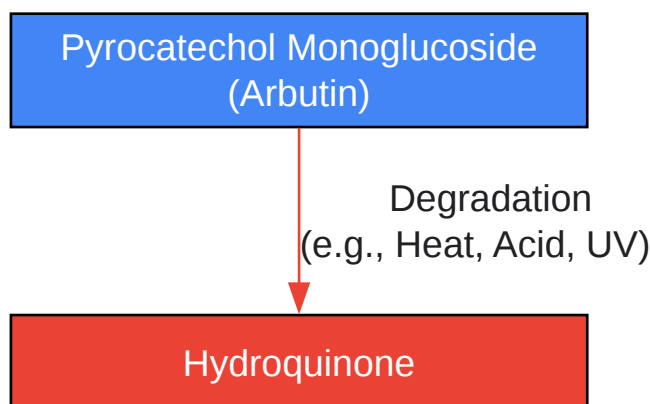 Pyrocatechol Monoglucoside
(Arbutin)
Degradation
(e.g., Heat, Acid, UV)
Hydroquinone